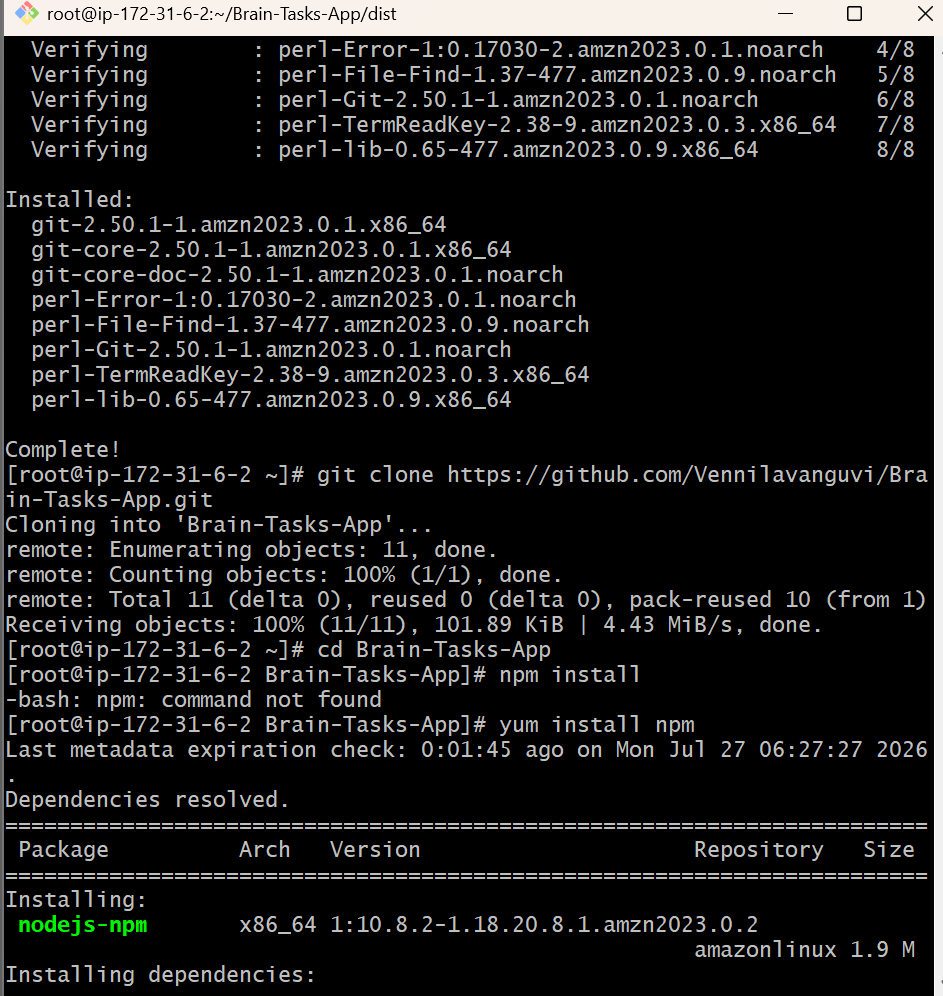 root@ip-172-31-6-2:~/Brain-Tasks-App/dist
  Verifying        : perl-Error-1:0.17030-2.amzn2023.0.1.noarch    4/8
  Verifying        : perl-File-Find-1.37-477.amzn2023.0.9.noarch   5/8
  Verifying        : perl-Git-2.50.1-1.amzn2023.0.1.noarch         6/8
  Verifying        : perl-TermReadKey-2.38-9.amzn2023.0.3.x86_64   7/8
  Verifying        : perl-lib-0.65-477.amzn2023.0.9.x86_64         8/8
Installed:
  git-2.50.1-1.amzn2023.0.1.x86_64
  git-core-2.50.1-1.amzn2023.0.1.x86_64
  git-core-doc-2.50.1-1.amzn2023.0.1.noarch
  perl-Error-1:0.17030-2.amzn2023.0.1.noarch
  perl-File-Find-1.37-477.amzn2023.0.9.noarch
  perl-Git-2.50.1-1.amzn2023.0.1.noarch
  perl-TermReadKey-2.38-9.amzn2023.0.3.x86_64
  perl-lib-0.65-477.amzn2023.0.9.x86_64
Complete!
[root@ip-172-31-6-2 ~]# git clone https://github.com/Vennilavanguvi/Bra
in-Tasks-App.git
Cloning into 'Brain-Tasks-App'...
remote: Enumerating objects: 11, done.
remote: Counting objects: 100% (1/1), done.
remote: Total 11 (delta 0), reused 0 (delta 0), pack-reused 10 (from 1)
Receiving objects: 100% (11/11), 101.89 KiB | 4.43 MiB/s, done.
[root@ip-172-31-6-2 ~]# cd Brain-Tasks-App
[root@ip-172-31-6-2 Brain-Tasks-App]# npm install
-bash: npm: command not found
[root@ip-172-31-6-2 Brain-Tasks-App]# yum install npm
Last metadata expiration check: 0:01:45 ago on Mon Jul 27 06:27:27 2026
.
Dependencies resolved.
=======================================================================
 Package          Arch   Version                     Repository   Size
=======================================================================
Installing:
 nodejs-npm       x86_64 1:10.8.2-1.18.20.8.1.amzn2023.0.2
                                                     amazonlinux 1.9 M
Installing dependencies: